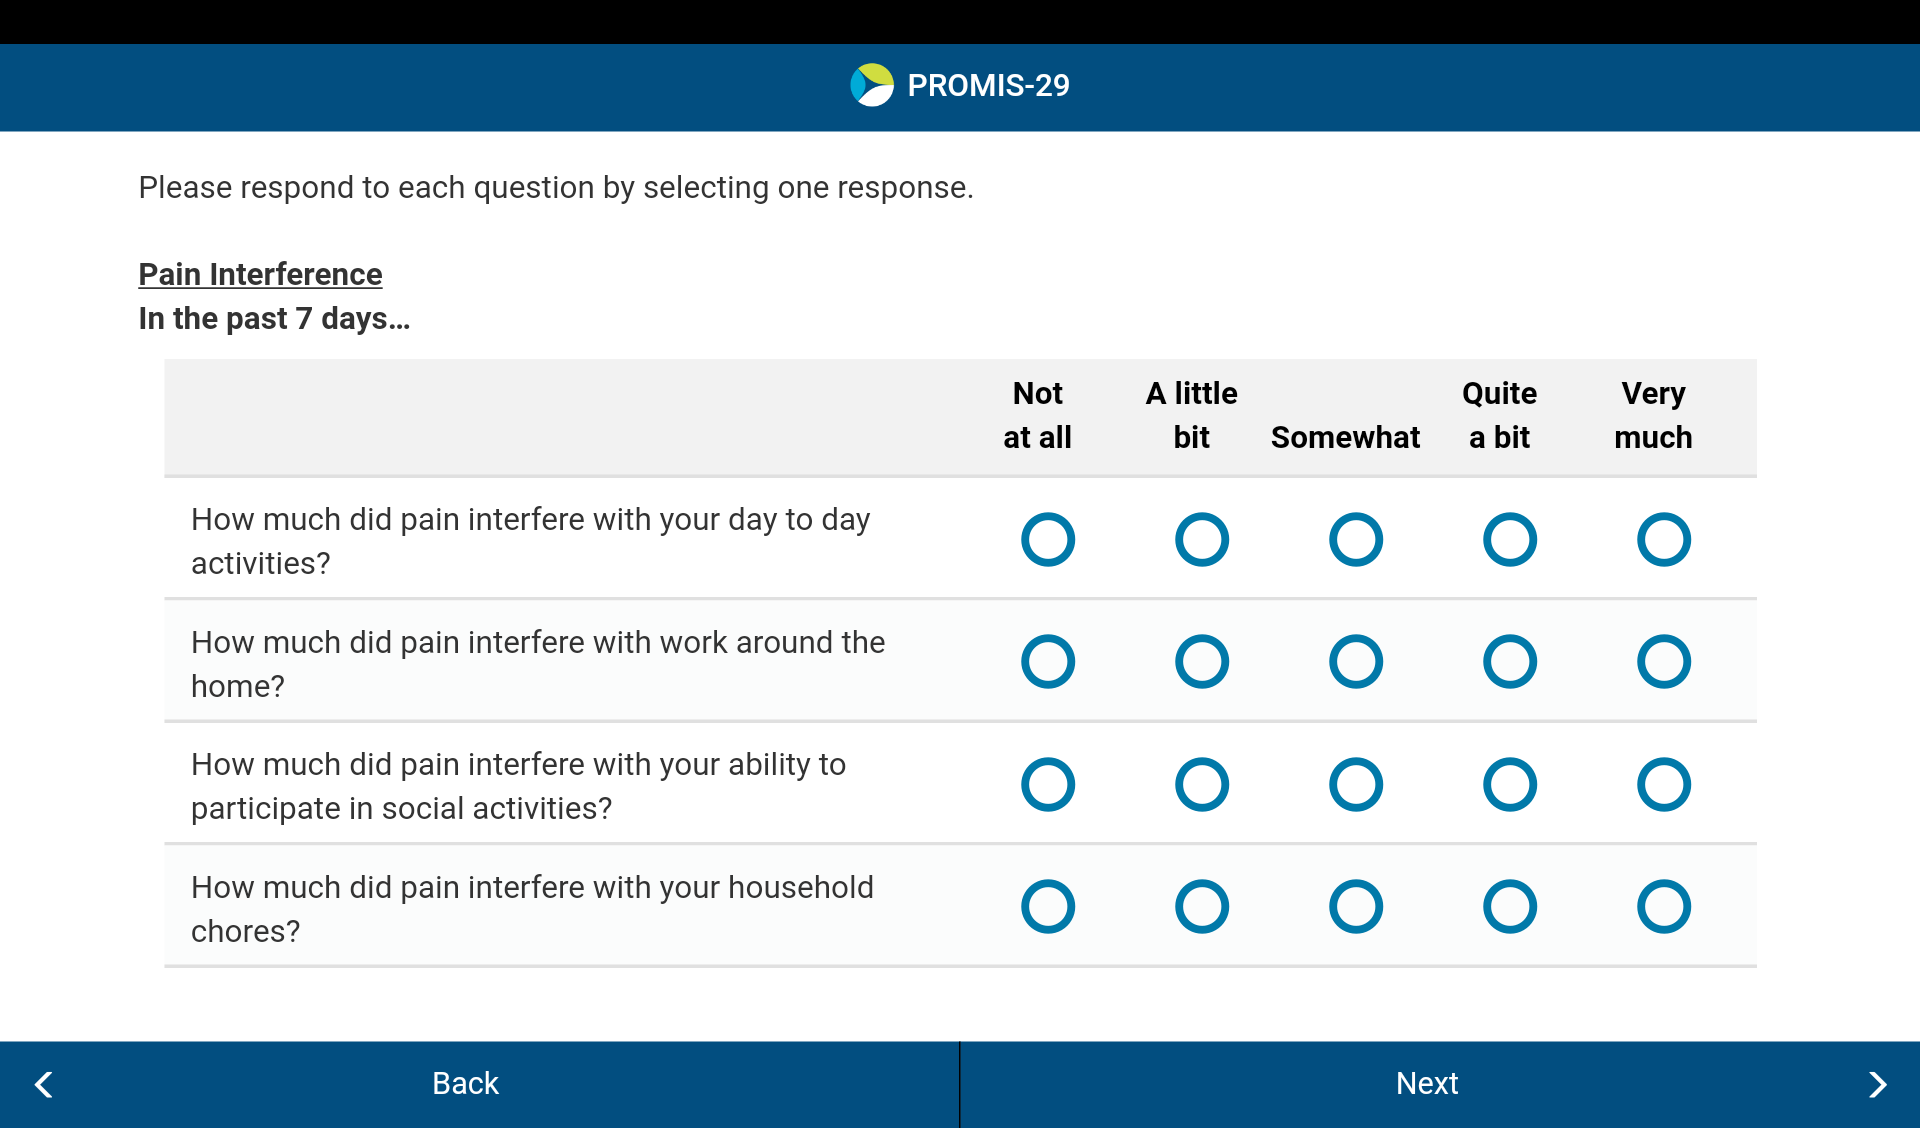 PROMIS-29
Please respond to each question by selecting one response.
Pain Interference
In the past 7 days...
Not at all
A little bit
Somewhat
Quite a bit
Very much
How much did pain interfere with your day to day
activities?
How much did pain interfere with work around the
home?
How much did pain interfere with your ability to
participate in social activities?
How much did pain interfere with your household
chores?
Back
Next